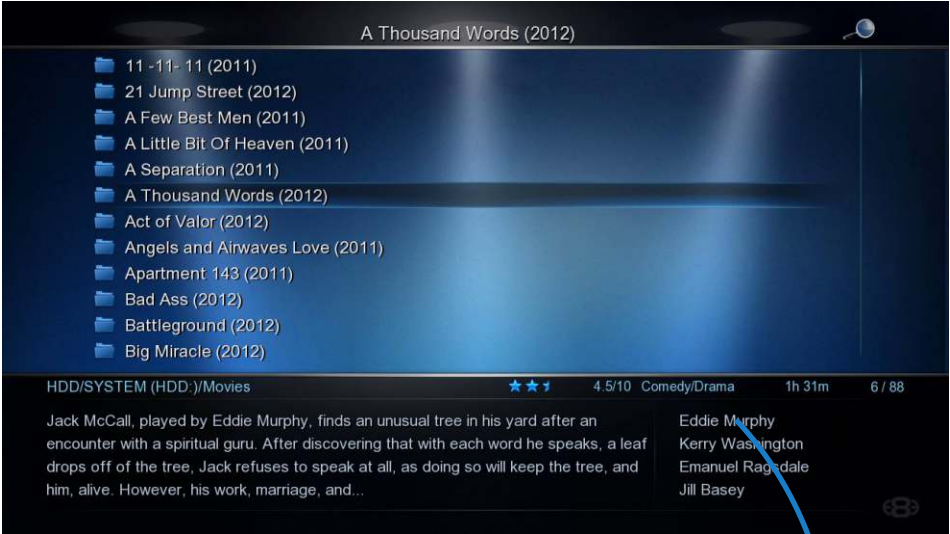 A Thousand Words (2012)
11 -11- 11 (2011)
21 Jump Street (2012)
A Few Best Men (2011)
A Little Bit Of Heaven (2011)
A Separation (2011)
A Thousand Words (2012)
Act of Valor (2012)
Angels and Airwaves Love (2011)
Apartment 143 (2011)
Bad Ass (2012)
Battleground (2012)
Big Miracle (2012)
HDD/SYSTEM (HDD:)/Movies 4.5/10 Comedy/Drama 1h 31m 6 / 88
Jack McCall, played by Eddie Murphy, finds an unusual tree in his yard after an
encounter with a spiritual guru. After discovering that with each word he speaks, a leaf
drops off of the tree, Jack refuses to speak at all, as doing so will keep the tree, and
him, alive. However, his work, marriage, and...
Eddie Murphy
Kerry Washington
Emanuel Ragsdale
Jill Basey